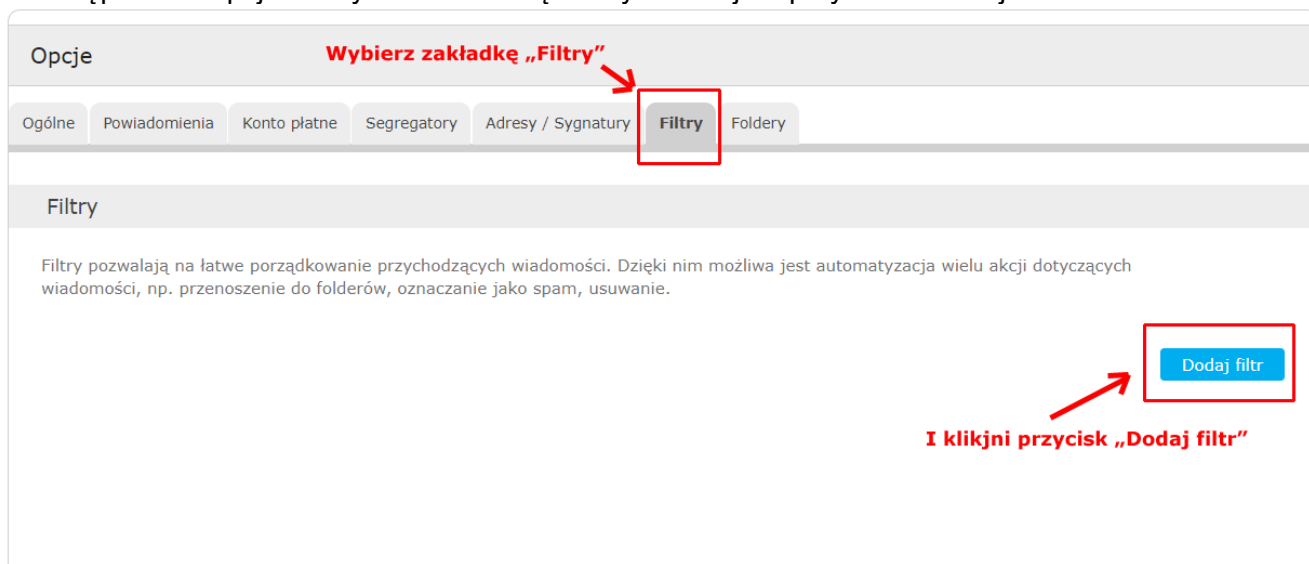 Opcje
Wybierz zakładkę „Filtry”
Ogólne Powiadomienia Konto płatne Segregatory Adresy / Sygnatury Filtry Foldery
Filtry
Filtry pozwalają na łatwe porządkowanie przychodzących wiadomości. Dzięki nim możliwa jest automatyzacja wielu akcji dotyczących
wiadomości, np. przenoszenie do folderów, oznaczanie jako spam, usuwanie.
Dodaj filtr
I klikjni przycisk „Dodaj filtr”